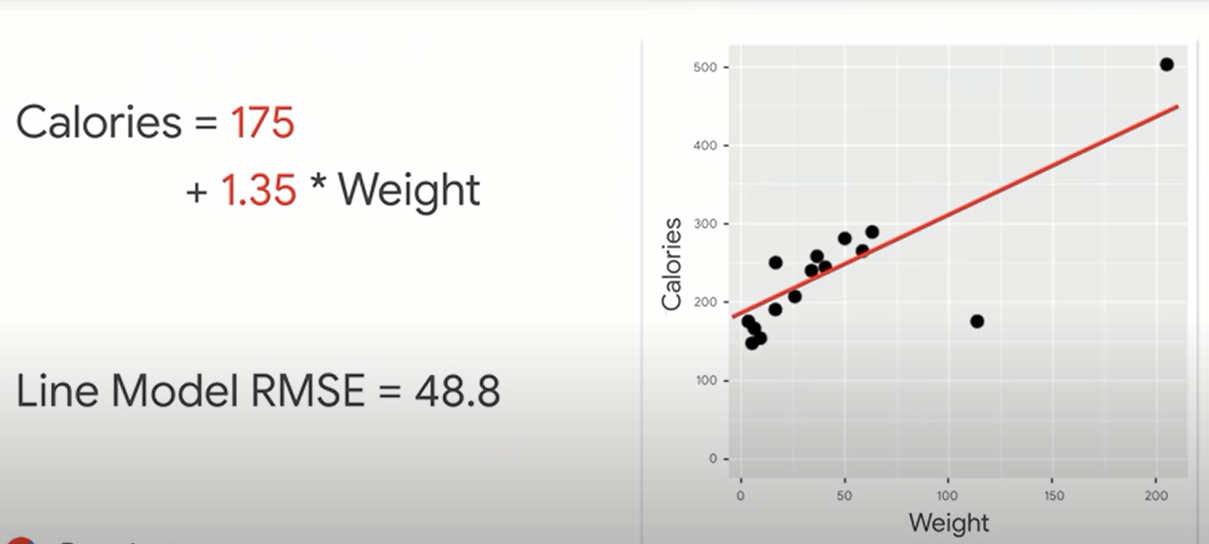 Calories = 175
+ 1.35 * Weight
Line Model RMSE = 48.8
Calories
500
400
300
200
100
0
0 50 100 150 200
Weight